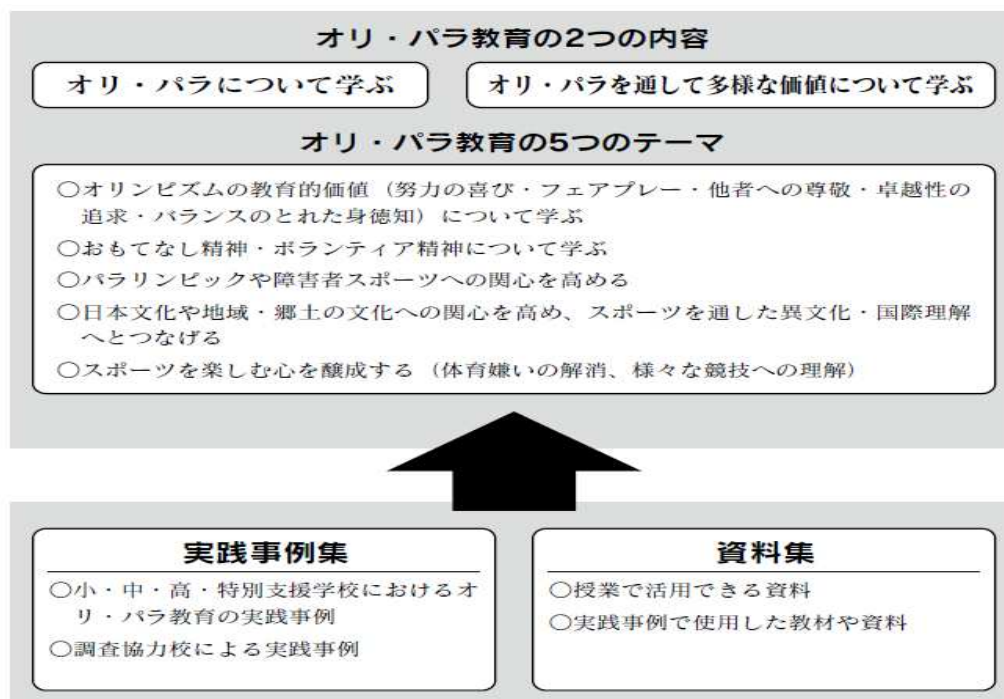 オリ・パラ教育の2つの内容
オリ・パラについて学ぶ
オリ・パラを通して多様な価値について学ぶ
オリ・パラ教育の5つのテーマ
○オリンピズムの教育的価値（努力の喜び・フェアプレー・他者への尊敬・卓越性の
追求・バランスのとれた身徳知）について学ぶ
○おもてなし精神・ボランティア精神について学ぶ
○パラリンピックや障害者スポーツへの関心を高める
○日本文化や地域・郷土の文化への関心を高め、スポーツを通した異文化・国際理解
へとつなげる
○スポーツを楽しむ心を醸成する（体育嫌いの解消、様々な競技への理解）
実践事例集
○小・中・高・特別支援学校におけるオ
リ・パラ教育の実践事例
○調査協力校による実践事例
資料集
○授業で活用できる資料
○実践事例で使用した教材や資料